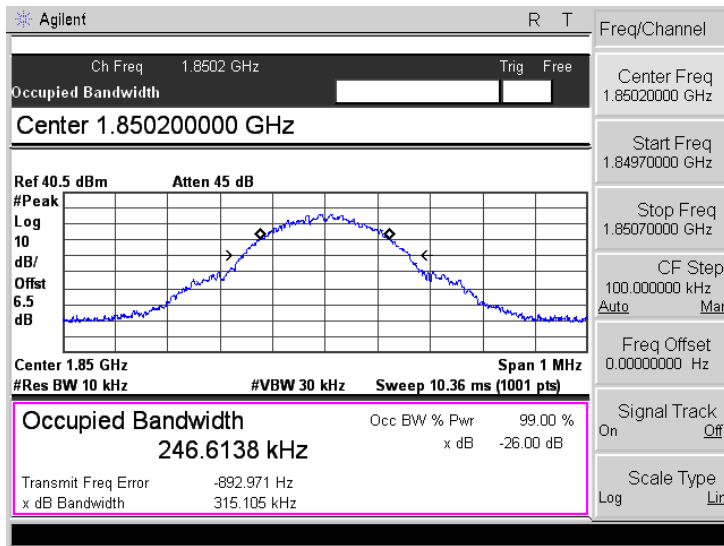 Agilent R T
Ch Freq 1.8502 GHz Trig Free
Occupied Bandwidth
Center 1.850200000 GHz
Ref 40.5 dBm Atten 45 dB
#Peak
Log
10
dB/
Offst
6.5
dB
Center 1.85 GHz Span 1 MHz
#Res BW 10 kHz #VBW 30 kHz Sweep 10.36 ms (1001 pts)
Occupied Bandwidth Occ BW % Pwr 99.00 %
246.6138 kHz x dB -26.00 dB
Transmit Freq Error -892.971 Hz
x dB Bandwidth 315.105 kHz
Freq/Channel
Center Freq
1.85020000 GHz
Start Freq
1.84970000 GHz
Stop Freq
1.85070000 GHz
CF Step
100.000000 kHz
Auto Mar
Freq Offset
0.00000000 Hz
Signal Track
On Off
Scale Type
Log Lin